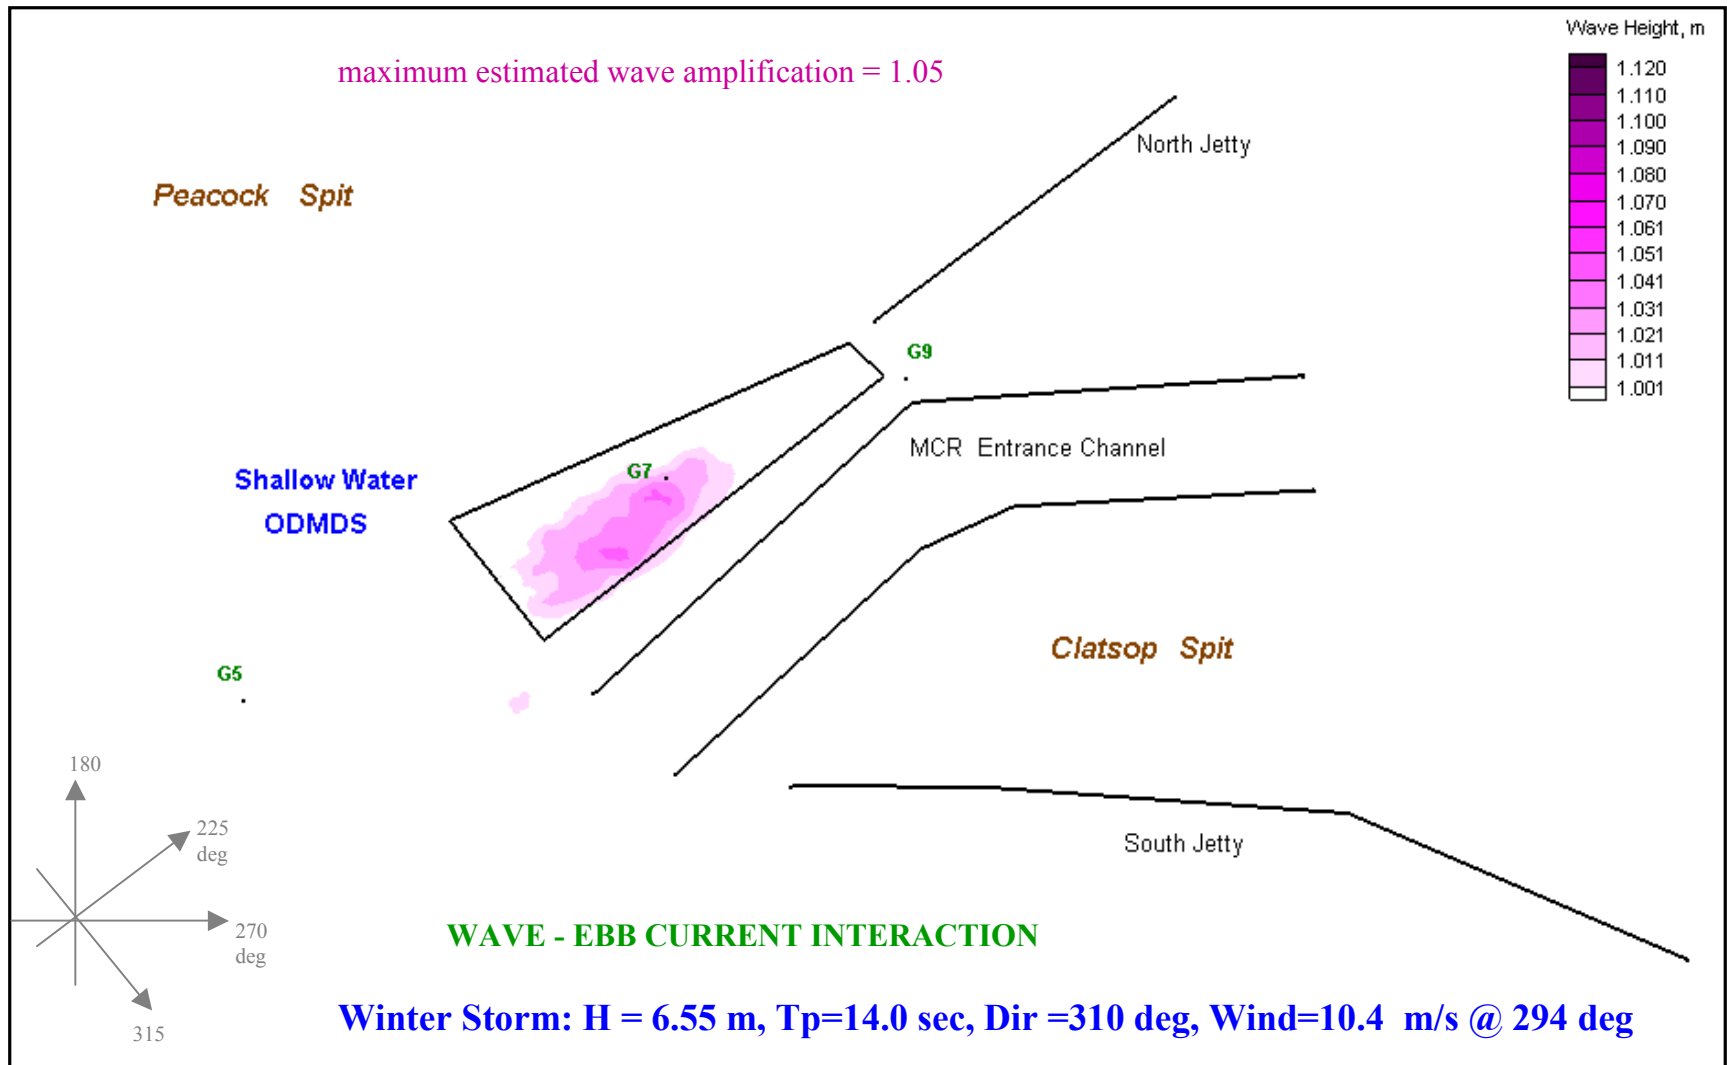 Wave Height, m
maximum estimated wave amplification = 1.05
1.120
1.110
1.100
1.090
1.080
1.070
1.061
1.051
1.041
1.031
1.021
1.011
1.001
North Jetty
Peacock Spit
G9
MCR Entrance Channel
G7
Shallow Water
ODMDS
Clatsop Spit
G5
180
225
deg
South Jetty
270
deg
WAVE - EBB CURRENT INTERACTION
315
Winter Storm: H = 6.55 m, Tp=14.0 sec, Dir =310 deg, Wind=10.4 m/s @ 294 deg